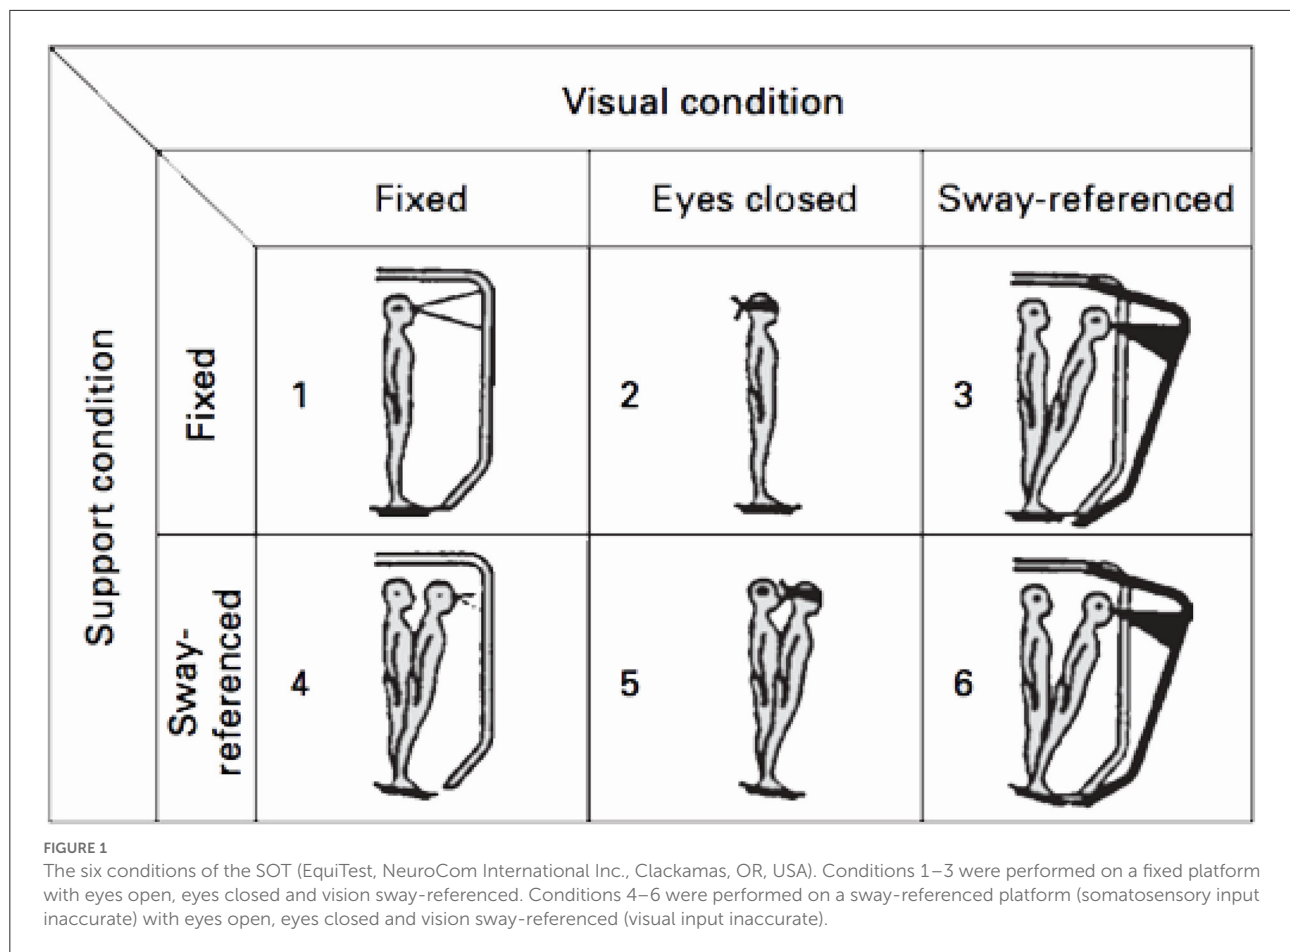 Visual condition
Fixed
Eyes closed
Sway-referenced
Support condition
Fixed
1
2
3
Sway-
referenced
4
5
6
FIGURE 1
The six conditions of the SOT (EquiTest, NeuroCom International Inc., Clackamas, OR, USA). Conditions 1–3 were performed on a fixed platform
with eyes open, eyes closed and vision sway-referenced. Conditions 4–6 were performed on a sway-referenced platform (somatosensory input
inaccurate) with eyes open, eyes closed and vision sway-referenced (visual input inaccurate).